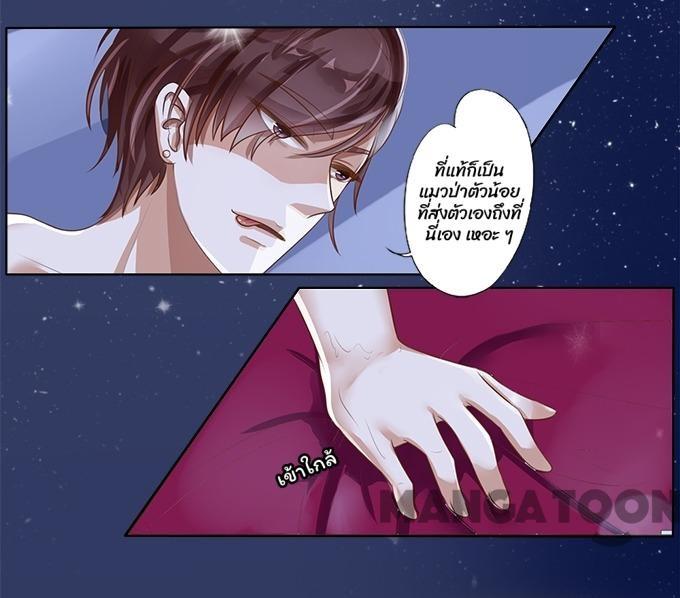 ที่แท้ก็เป็น
แมวป่าตัวน้อย
ที่ส่งตัวเองถึงที่
นี่เอง เหอะ ๆ
เข้าใกล้
MANGATOON